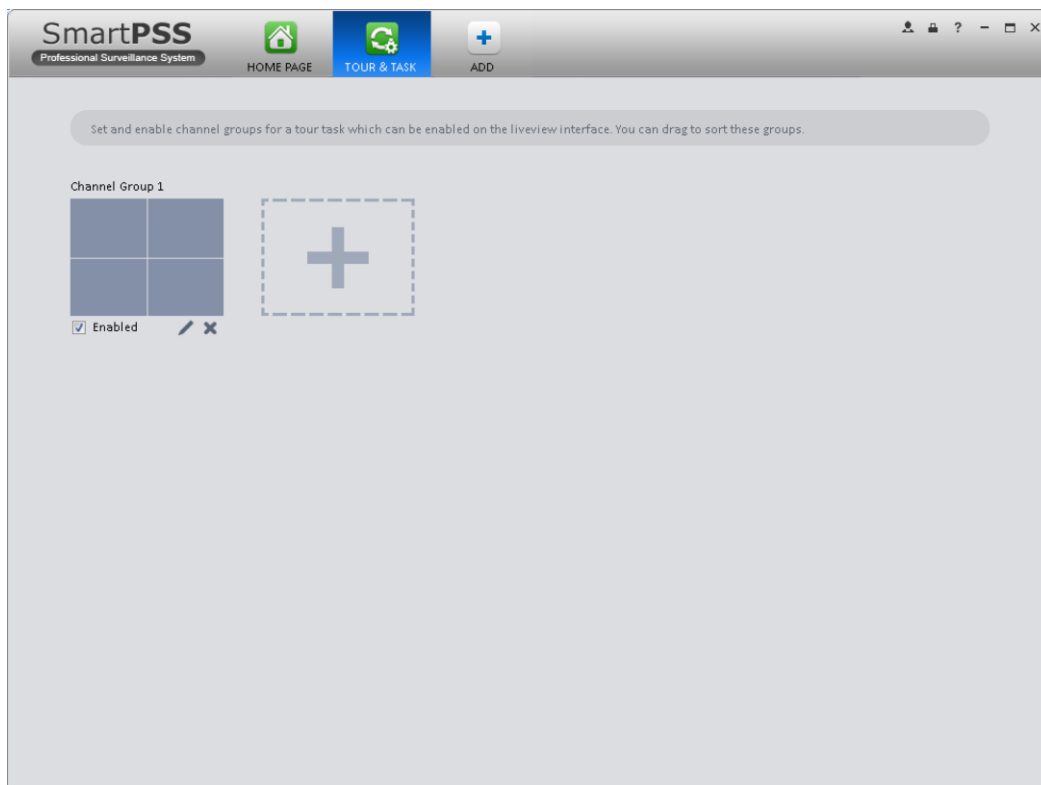 SmartPSS
Professional Surveillance System
HOME PAGE
TOUR & TASK
ADD
?
Set and enable channel groups for a tour task which can be enabled on the liveview interface. You can drag to sort these groups.
Channel Group 1
Enabled